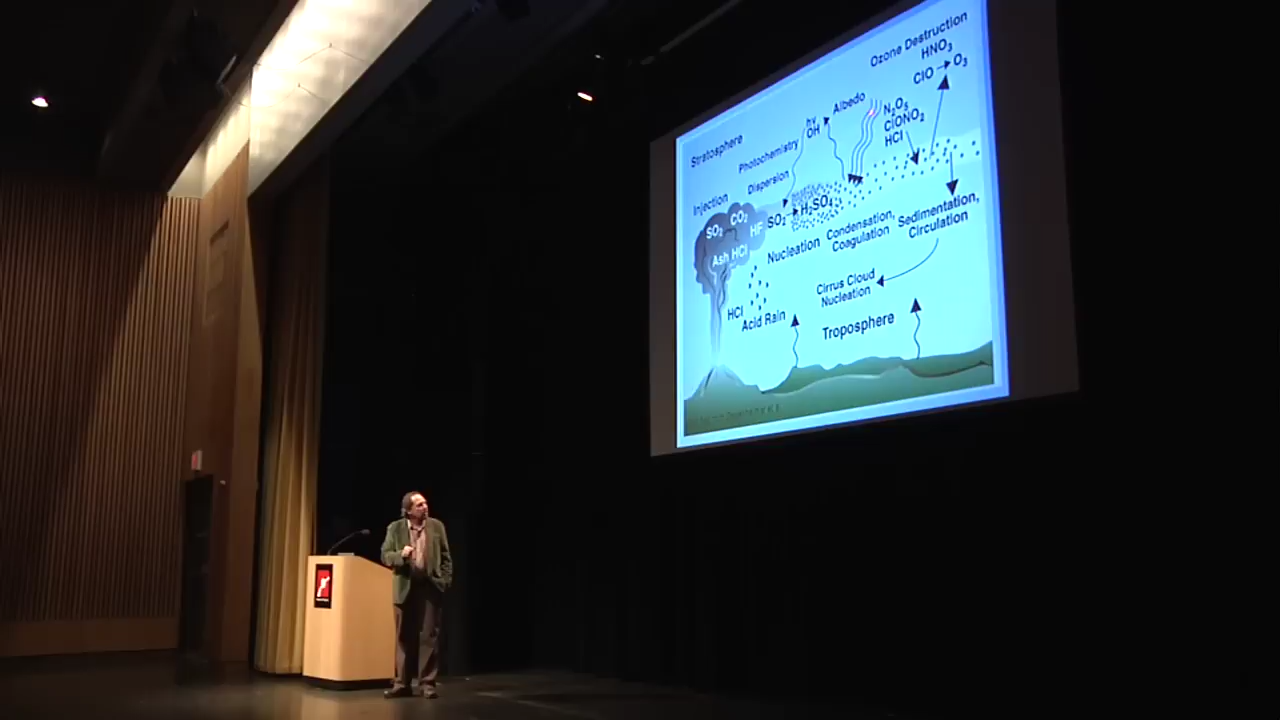 Ozone Destruction
HNO₃
ClO → O₃
Albedo
hγ
OH
N₂O₅
ClONO₂
HCl
Stratosphere
Photochemistry
Dispersion
Injection
SO₂
CO₂
HF
Ash HCl
SO₂ → H₂SO₄
Nucleation
Condensation,
Coagulation
Sedimentation,
Circulation
Cirrus Cloud
Nucleation
HCl
Acid Rain
Troposphere